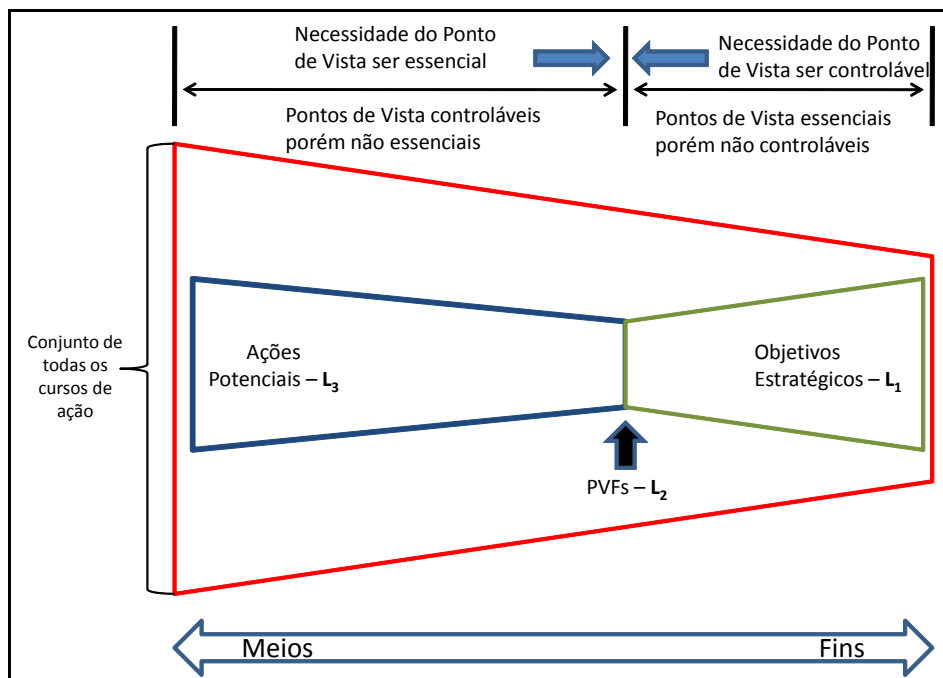 Necessidade do Ponto
de Vista ser essencial
Necessidade do Ponto
de Vista ser controlável
Pontos de Vista controláveis
porém não essenciais
Pontos de Vista essenciais
porém não controláveis
Conjunto de
todas os
cursos de
ação
Ações
Potenciais – L3
Objetivos
Estratégicos – L1
PVFs – L2
Meios
Fins